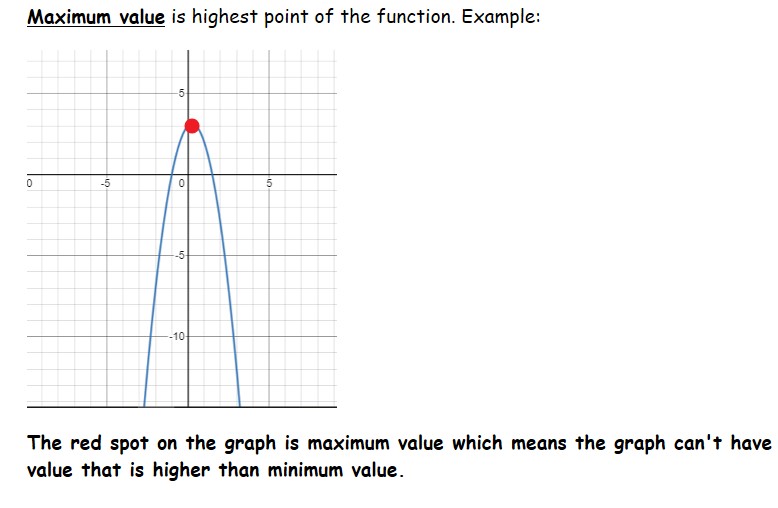 Maximum value is highest point of the function. Example:
5
0 -5 0 5
-5
-10
The red spot on the graph is maximum value which means the graph can't have
value that is higher than minimum value.